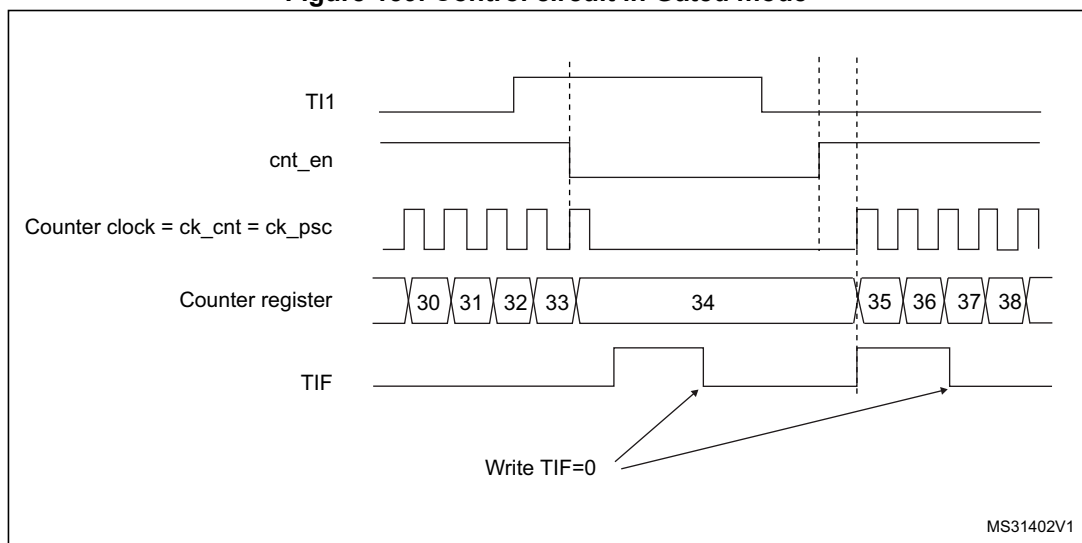 TI1
cnt_en
Counter clock = ck_cnt = ck_psc
Counter register 30 31 32 33 34 35 36 37 38
TIF
Write TIF=0
MS31402V1